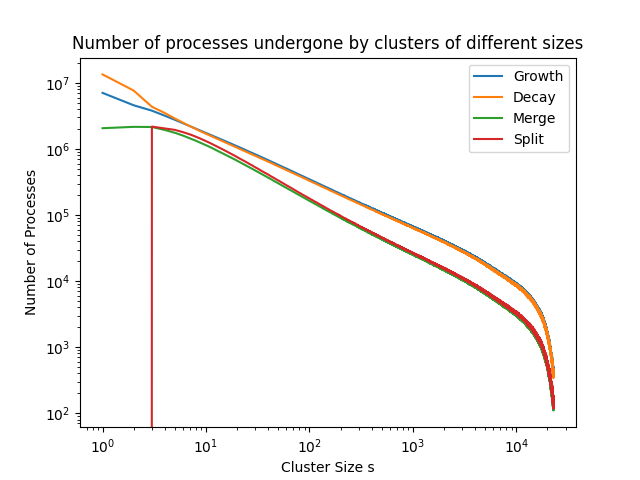 Number of processes undergone by clusters of different sizes
Growth
Decay
Merge
Split
Number of Processes
10⁷
10⁶
10⁵
10⁴
10³
10²
10⁰
10¹
10²
10³
10⁴
Cluster Size s